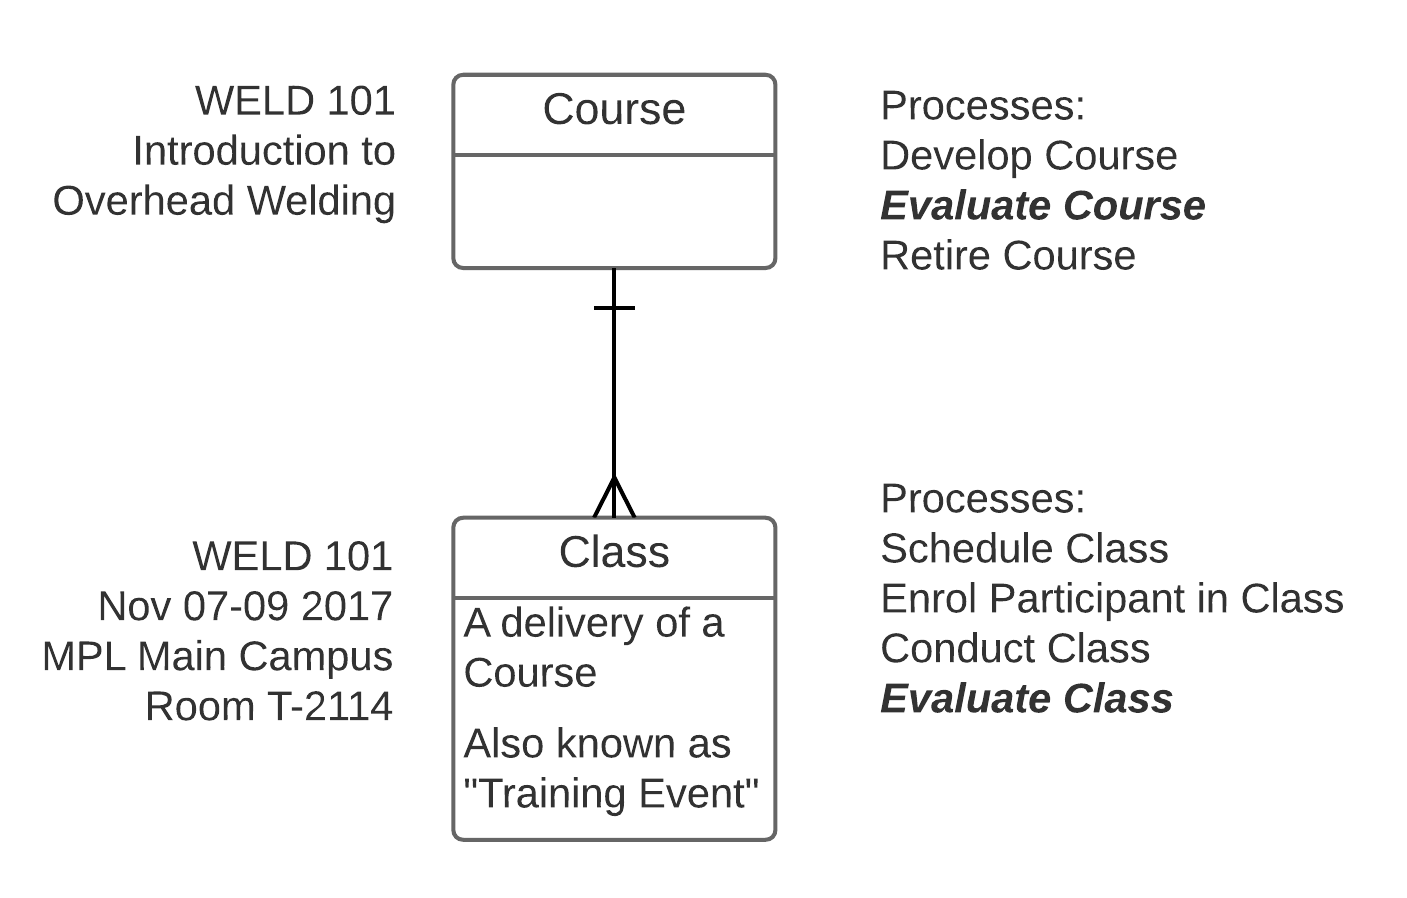 WELD 101
Introduction to
Overhead Welding
Course
Processes:
Develop Course
Evaluate Course
Retire Course
WELD 101
Nov 07-09 2017
MPL Main Campus
Room T-2114
Class
A delivery of a
Course
Also known as
"Training Event"
Processes:
Schedule Class
Enrol Participant in Class
Conduct Class
Evaluate Class